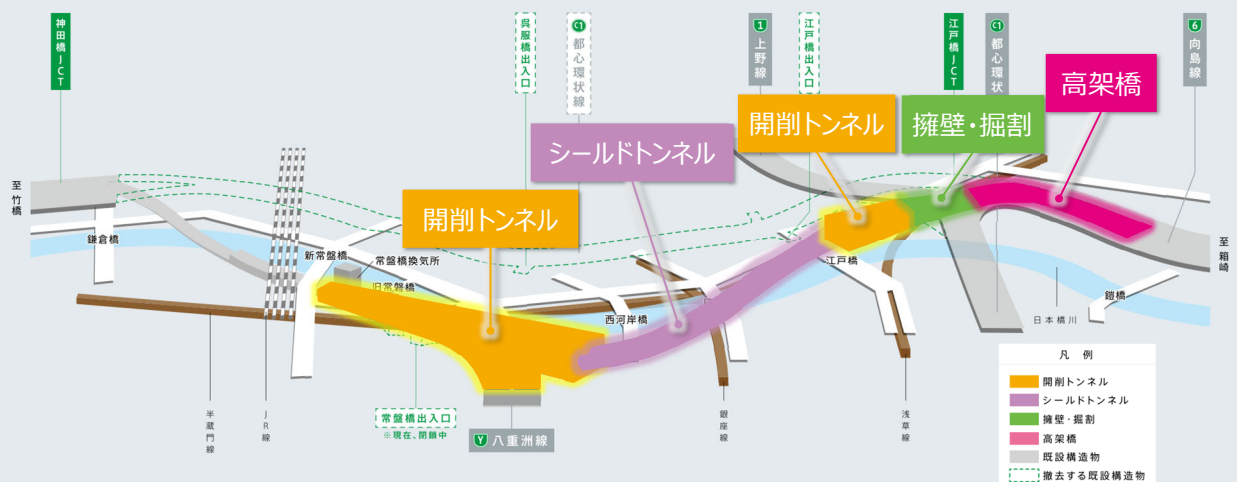 神田橋JCT
呉服橋出入口
C1 都心環状線
1 上野線
江戸橋出入口
江戸橋JCT
C1 都心環状
6 向島線
高架橋
開削トンネル
擁壁・掘割
シールドトンネル
開削トンネル
至 竹橋
鎌倉橋
新常盤橋
常盤橋換気所
旧常磐橋
西河岸橋
江戸橋
至 箱崎
鎧橋
日本橋川
半蔵門線
JR線
常盤橋出入口
※現在、閉鎖中
Y 八重洲線
銀座線
浅草線
凡 例
開削トンネル
シールドトンネル
擁壁・掘割
高架橋
既設構造物
撤去する既設構造物